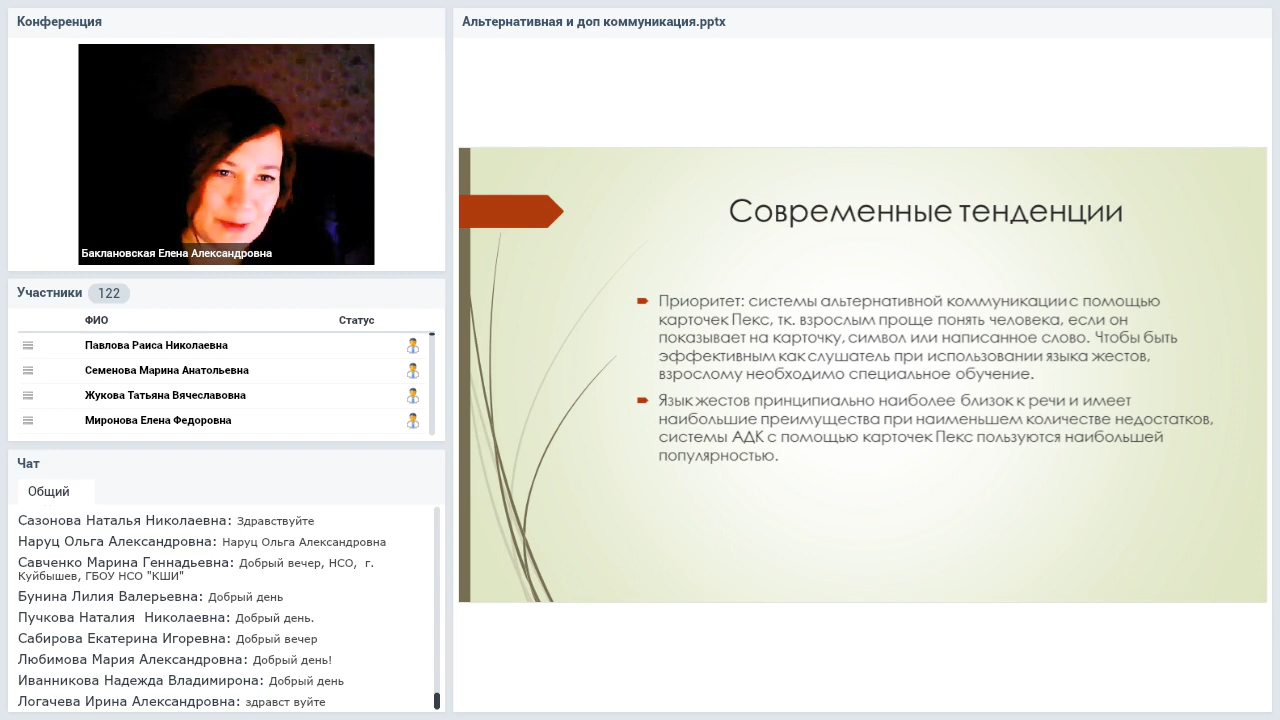 Конференция
Баклановская Елена Александровна
Участники 122
ФИО Статус
Павлова Раиса Николаевна
Семенова Марина Анатольевна
Жукова Татьяна Вячеславовна
Миронова Елена Федоровна
Чат
Общий
Сазонова Наталья Николаевна: Здравствуйте
Наруц Ольга Александровна: Наруц Ольга Александровна
Савченко Марина Геннадьевна: Добрый вечер, НСО, г.
Куйбышев, ГБОУ НСО "КШИ"
Бунина Лилия Валерьевна: Добрый день
Пучкова Наталия Николаевна: Добрый день.
Сабирова Екатерина Игоревна: Добрый вечер
Любимова Мария Александровна: Добрый день!
Иванникова Надежда Владимирона: Добрый день
Логачева Ирина Александровна: здравст вуйте
Альтернативная и доп коммуникация.pptx
Современные тенденции
Приоритет: системы альтернативной коммуникации с помощью
карточек Пекс, тк. взрослым проще понять человека, если он
показывает на карточку, символ или написанное слово. Чтобы быть
эффективным как слушатель при использовании языка жестов,
взрослому необходимо специальное обучение.
Язык жестов принципиально наиболее близок к речи и имеет
наибольшие преимущества при наименьшем количестве недостатков,
системы АДК с помощью карточек Пекс пользуются наибольшей
популярностью.